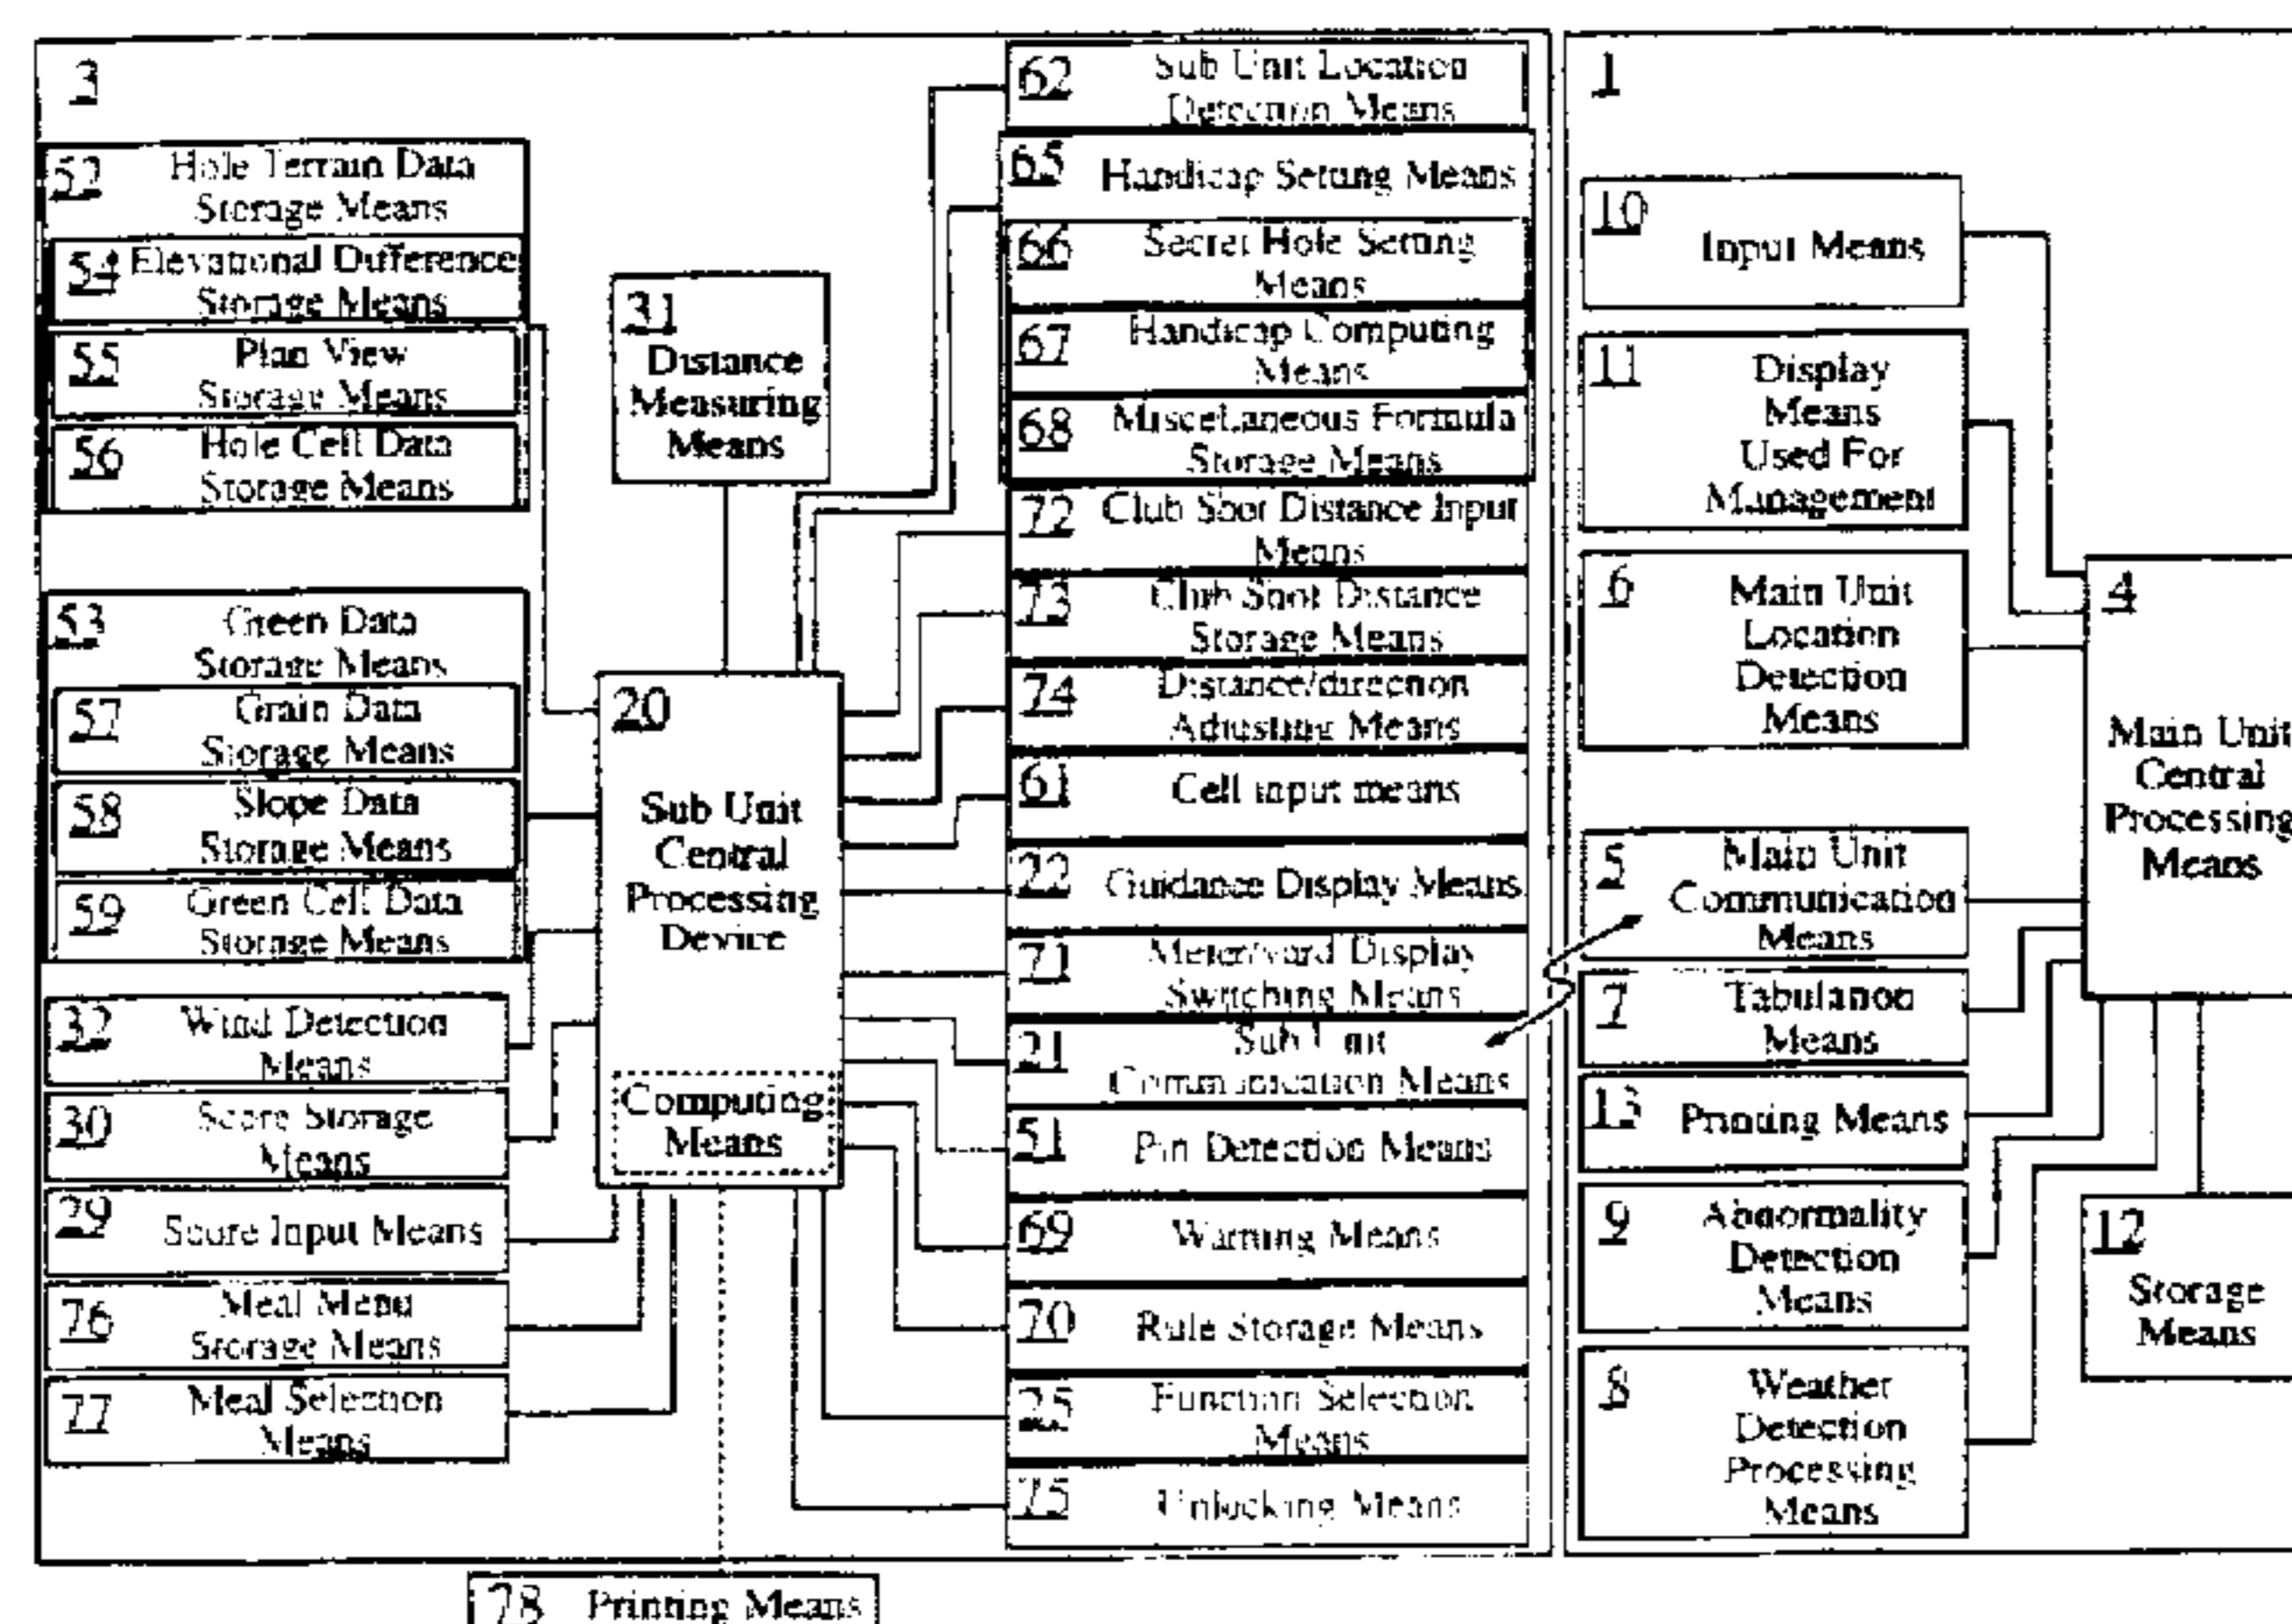 3
52 Hole Terrain Data
Storage Means
54 Elevational Difference
Storage Means
55 Plan View
Storage Means
56 Hole Cell Data
Storage Means
53 Green Data
Storage Means
57 Grain Data
Storage Means
58 Slope Data
Storage Means
59 Green Cell Data
Storage Means
32 Wind Detection
Means
30 Score Storage
Means
29 Score Input Means
76 Meal Menu
Storage Means
77 Meal Selection
Means
31
Distance
Measuring
Means
20
Sub Unit
Central
Processing
Device
Computing
Means
78 Printing Means
62 Sub Unit Location
Detection Means
65 Handicap Setting Means
66 Secret Hole Setting
Means
67 Handicap Computing
Means
68 Miscellaneous Formula
Storage Means
72 Club Shot Distance Input
Means
73 Club Shot Distance
Storage Means
74 Distance/direction
Adjusting Means
61 Cell input means
22 Guidance Display Means
71 Meter/yard Display
Switching Means
21 Sub Unit
Communication Means
51 Pin Detection Means
69 Warning Means
70 Rule Storage Means
25 Function Selection
Means
75 Unlocking Means
1
10
Input Means
11 Display
Means
Used For
Management
6 Main Unit
Location
Detection
Means
5 Main Unit
Communication
Means
7 Tabulation
Means
13 Printing Means
9 Abnormality
Detection
Means
8 Weather
Detection
Processing
Means
4
Main Unit
Central
Processing
Means
12
Storage
Means